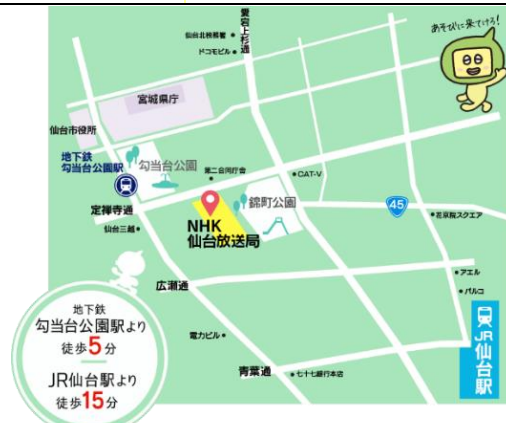 愛宕上杉通
仙台北税務署
ドコモビル
あそびに来てけろ!
宮城県庁
仙台市役所
地下鉄
勾当台公園駅
勾当台公園
第二合同庁舎
CAT-V
定禅寺通
仙台三越
NHK
仙台放送局
錦町公園
45
花京院スクエア
広瀬通
アエル
パルコ
電力ビル
青葉通
七十七銀行本店
JR仙台駅
地下鉄
勾当台公園駅より
徒歩5分
JR仙台駅より
徒歩15分